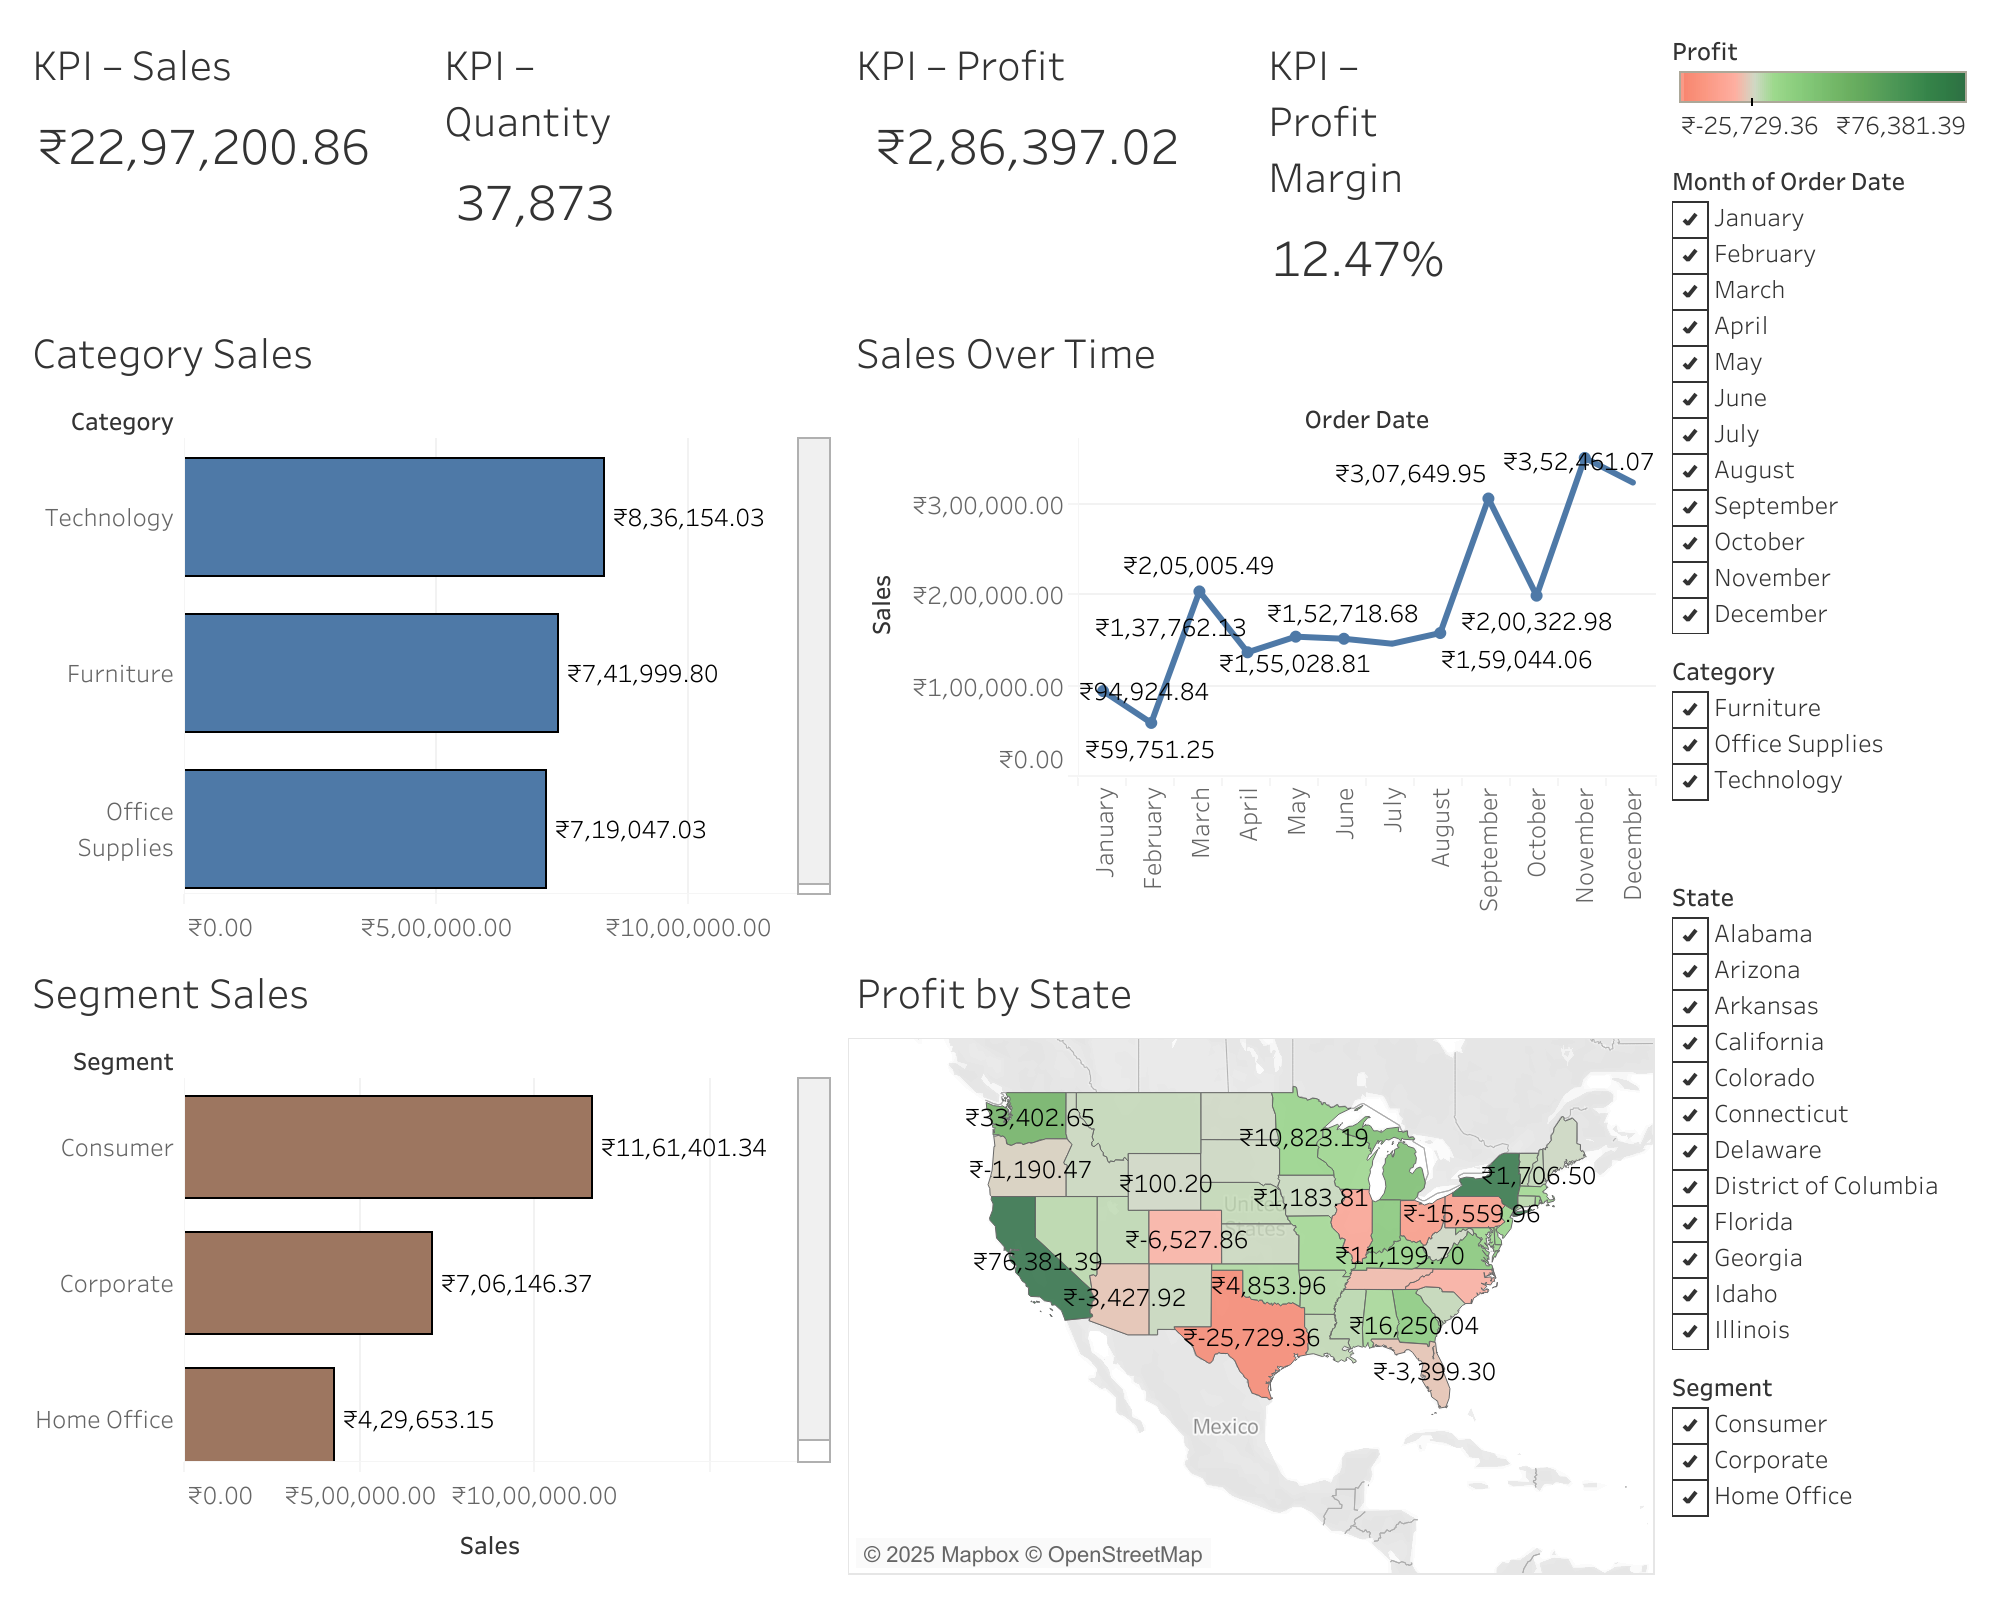 KPI – Sales
₹22,97,200.86
KPI –
Quantity
37,873
KPI – Profit
₹2,86,397.02
KPI –
Profit
Margin
12.47%
Category Sales
Category
Technology
₹8,36,154.03
Furniture
₹7,41,999.80
Office
Supplies
₹7,19,047.03
₹0.00
₹5,00,000.00
₹10,00,000.00
Sales Over Time
Order Date
Sales
₹3,00,000.00
₹2,00,000.00
₹1,00,000.00
₹0.00
₹3,07,649.95
₹3,52,461.07
₹2,05,005.49
₹1,37,762.13
₹1,52,718.68
₹2,00,322.98
₹1,55,028.81
₹1,59,044.06
₹94,924.84
₹59,751.25
January
February
March
April
May
June
July
August
September
October
November
December
Segment Sales
Segment
Consumer
₹11,61,401.34
Corporate
₹7,06,146.37
Home Office
₹4,29,653.15
₹0.00
₹5,00,000.00
₹10,00,000.00
Sales
Profit by State
₹33,402.65
₹10,823.19
₹-1,190.47
₹100.20
₹1,183.81
₹1,706.50
United
States
₹-15,559.96
₹-6,527.86
₹76,381.39
₹11,199.70
₹-3,427.92
₹4,853.96
₹-25,729.36
₹16,250.04
₹-3,399.30
Mexico
© 2025 Mapbox © OpenStreetMap
Profit
₹-25,729.36
₹76,381.39
Month of Order Date
January
February
March
April
May
June
July
August
September
October
November
December
Category
Furniture
Office Supplies
Technology
State
Alabama
Arizona
Arkansas
California
Colorado
Connecticut
Delaware
District of Columbia
Florida
Georgia
Idaho
Illinois
Segment
Consumer
Corporate
Home Office